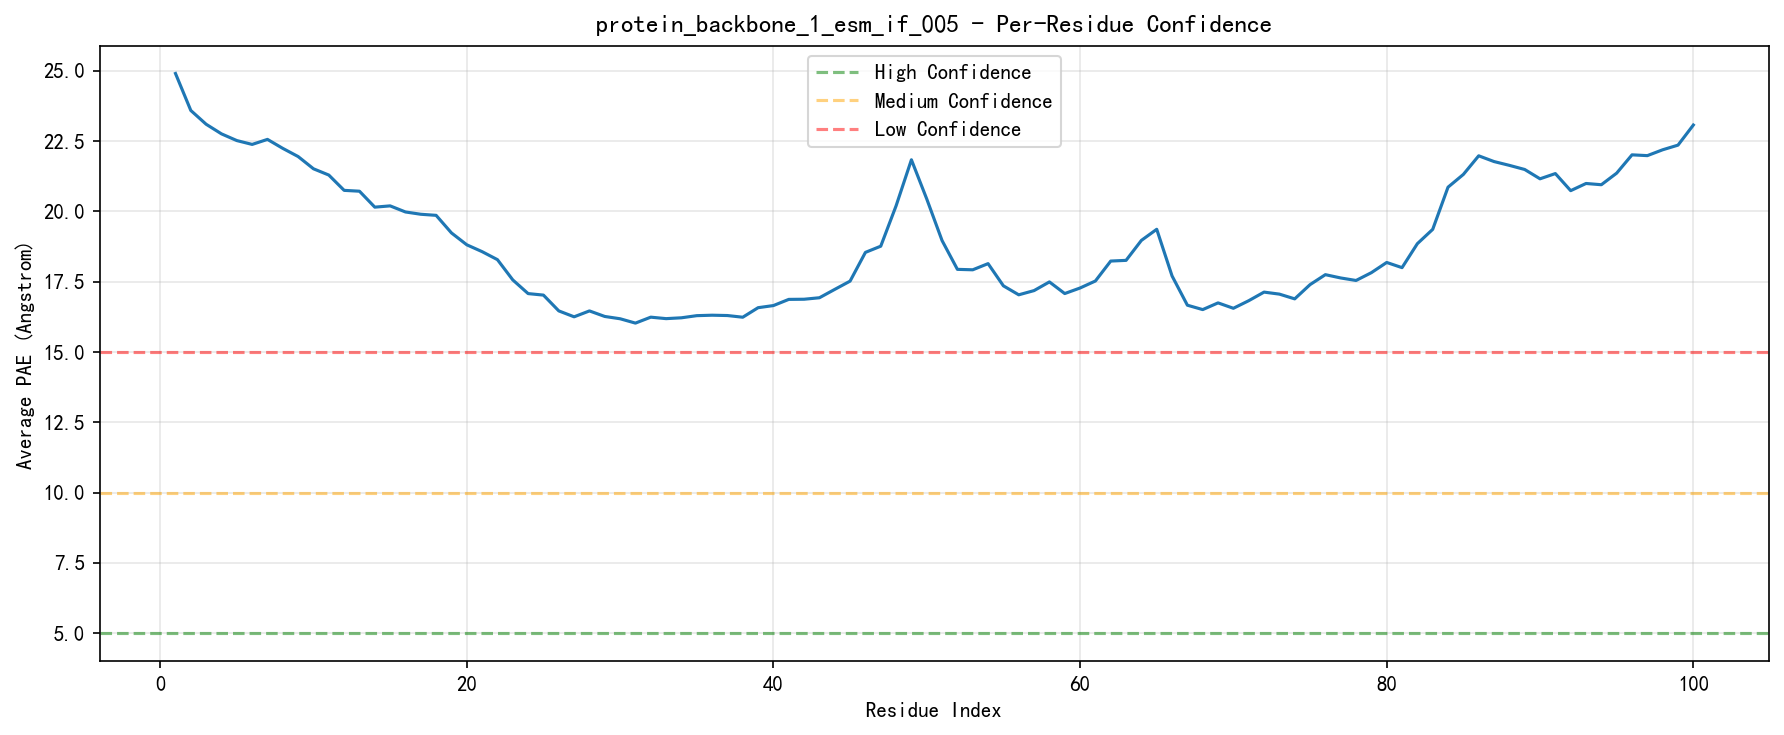 protein_backbone_1_esm_if_005 - Per-Residue Confidence
High Confidence
Medium Confidence
Low Confidence
Average PAE (Angstrom)
25.0
22.5
20.0
17.5
15.0
12.5
10.0
7.5
5.0
0 20 40 60 80 100
Residue Index